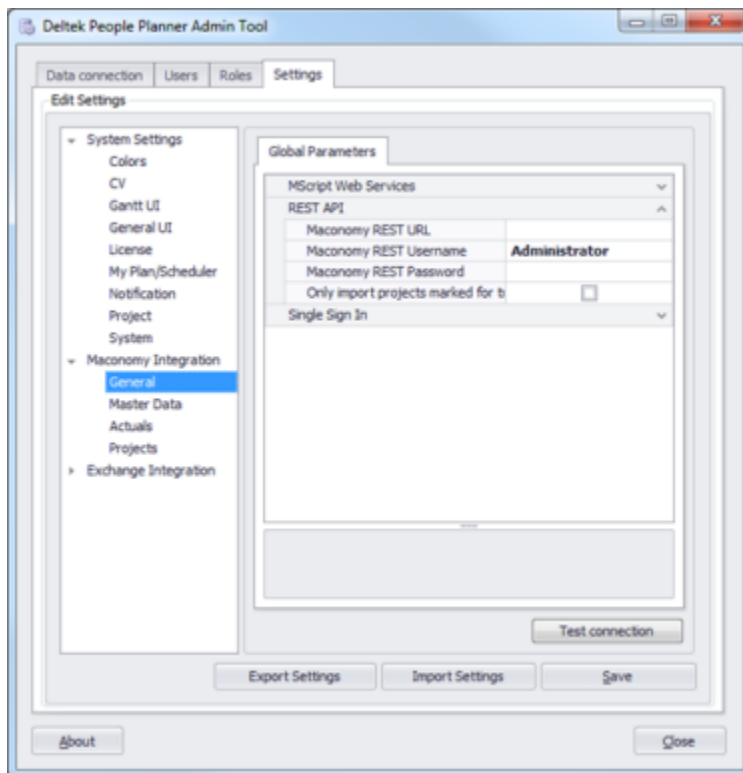 Deltek People Planner Admin Tool
Data connection Users Roles Settings
Edit Settings
System Settings
Colors
CV
Gantt UI
General UI
License
My Plan/Scheduler
Notification
Project
System
Maconomy Integration
General
Master Data
Actuals
Projects
Exchange Integration
Global Parameters
MScript Web Services
REST API
Maconomy REST URL
Maconomy REST Username Administrator
Maconomy REST Password
Only import projects marked for b
Single Sign In
Test connection
Export Settings Import Settings Save
About Close